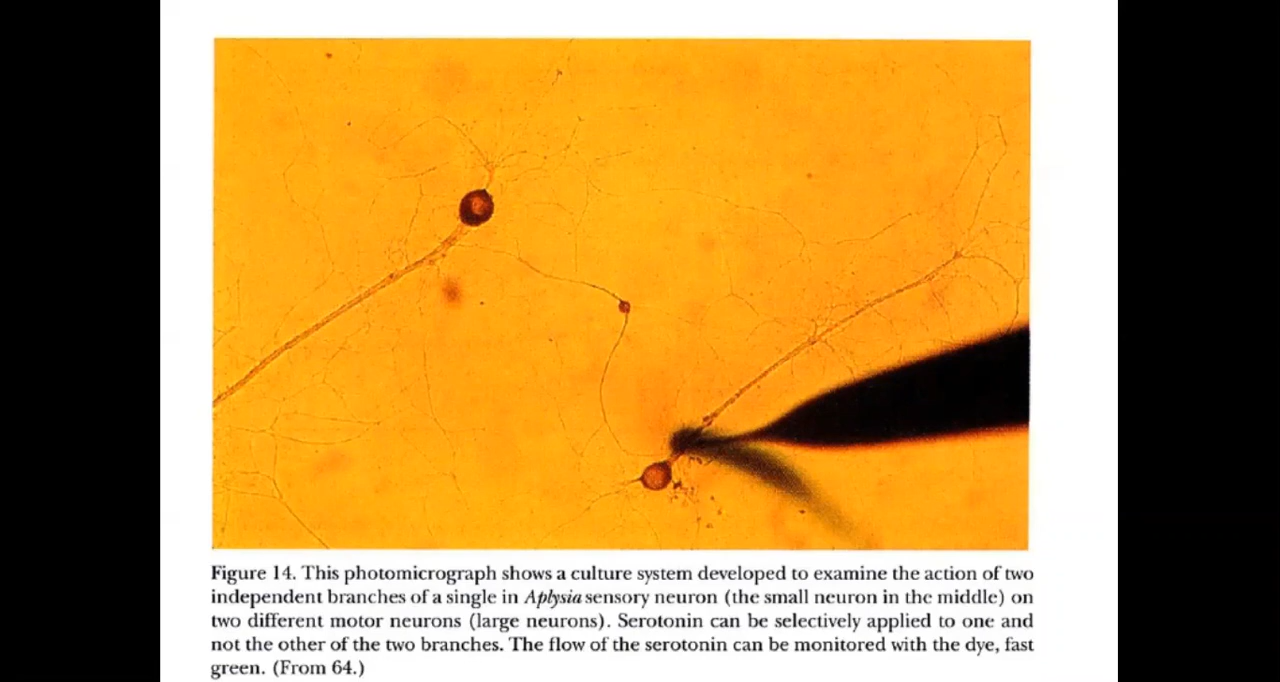 Figure 14. This photomicrograph shows a culture system developed to examine the action of two
independent branches of a single in Aplysia sensory neuron (the small neuron in the middle) on
two different motor neurons (large neurons). Serotonin can be selectively applied to one and
not the other of the two branches. The flow of the serotonin can be monitored with the dye, fast
green. (From 64.)